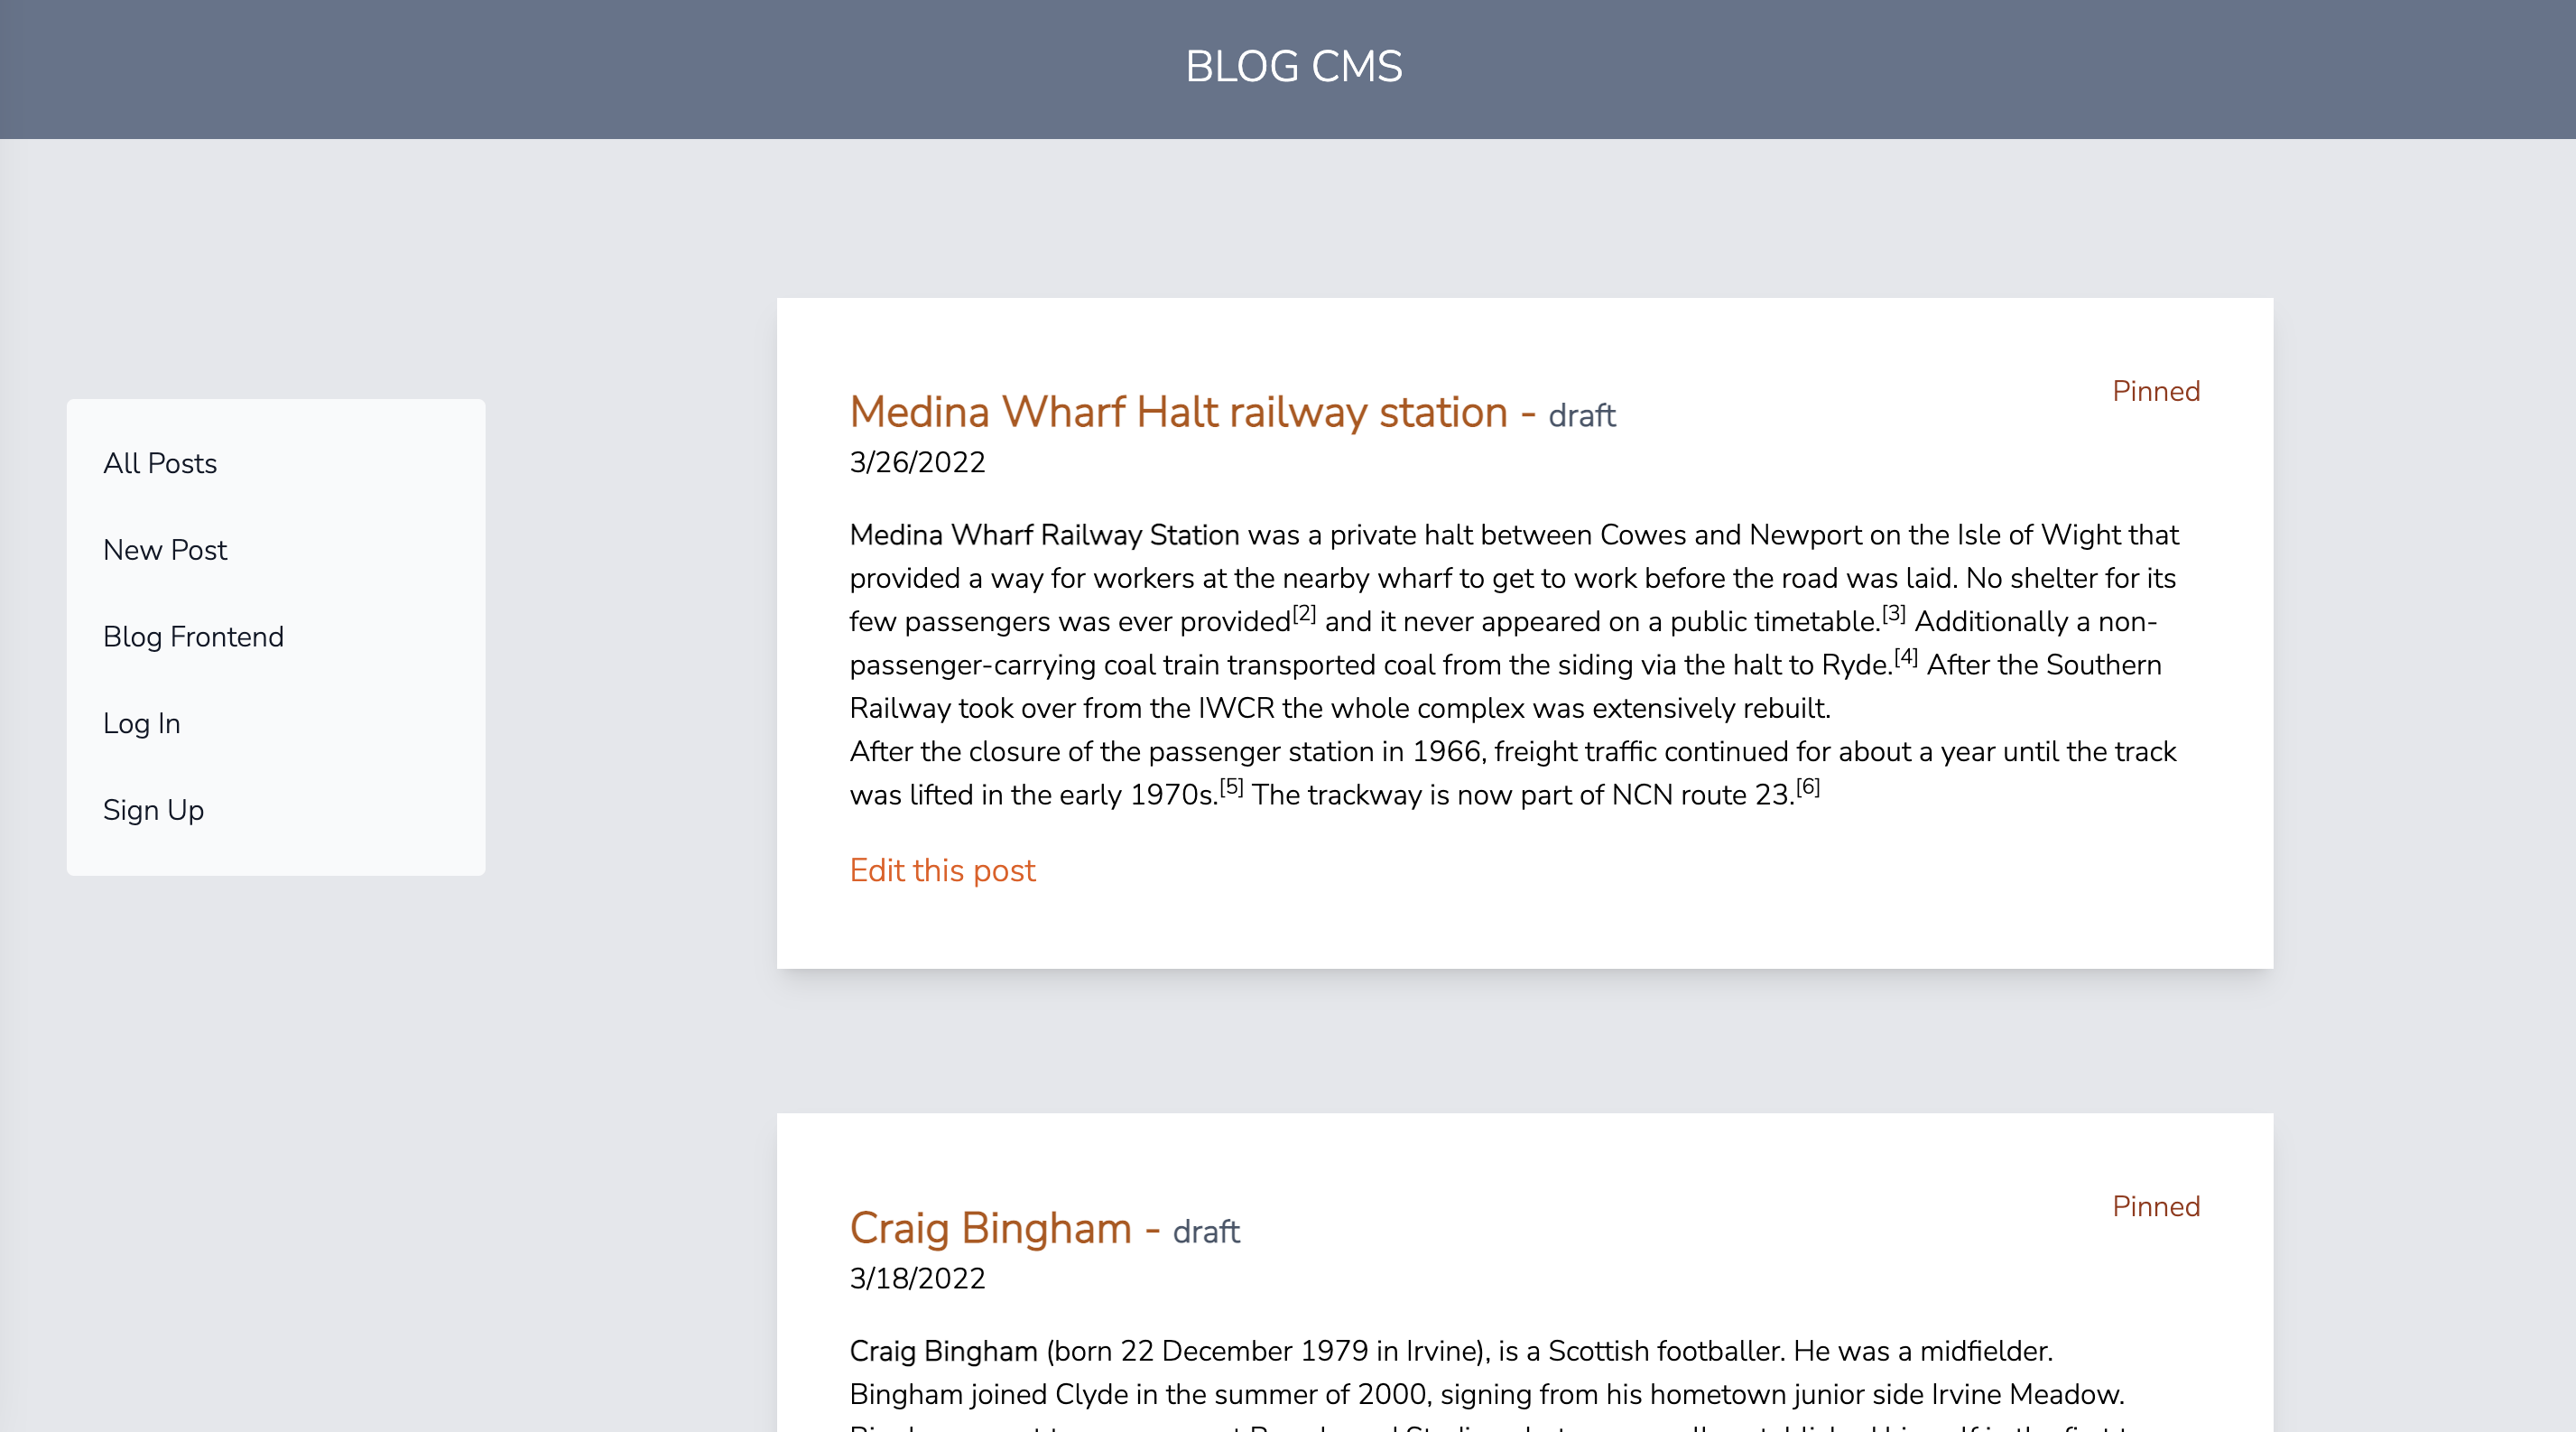 BLOG CMS
All Posts
New Post
Blog Frontend
Log In
Sign Up
Pinned
Medina Wharf Halt railway station - draft
3/26/2022
Medina Wharf Railway Station was a private halt between Cowes and Newport on the Isle of Wight that
provided a way for workers at the nearby wharf to get to work before the road was laid. No shelter for its
few passengers was ever provided[2] and it never appeared on a public timetable.[3] Additionally a non-
passenger-carrying coal train transported coal from the siding via the halt to Ryde.[4] After the Southern
Railway took over from the IWCR the whole complex was extensively rebuilt.
After the closure of the passenger station in 1966, freight traffic continued for about a year until the track
was lifted in the early 1970s.[5] The trackway is now part of NCN route 23.[6]
Edit this post
Pinned
Craig Bingham - draft
3/18/2022
Craig Bingham (born 22 December 1979 in Irvine), is a Scottish footballer. He was a midfielder.
Bingham joined Clyde in the summer of 2000, signing from his hometown junior side Irvine Meadow.